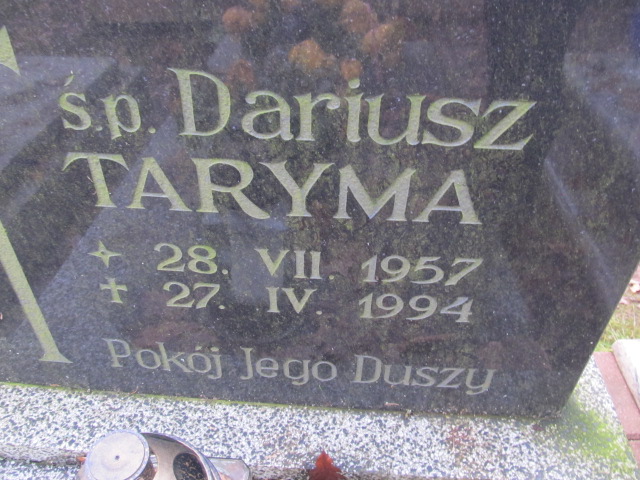 ś.p. Dariusz
TARYMA
28. VII. 1957
27. IV. 1994
Pokój Jego Duszy